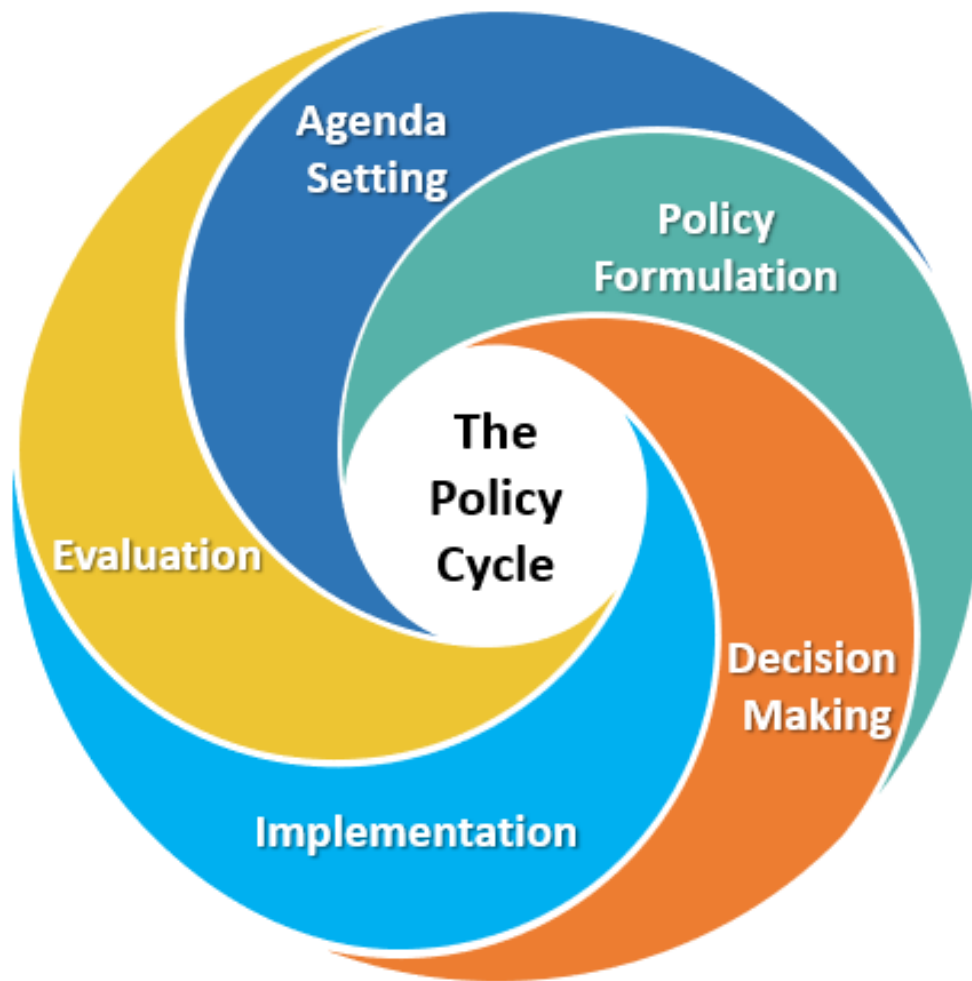 Agenda
Setting
Policy
Formulation
The
Policy
Cycle
Evaluation
Decision
Making
Implementation